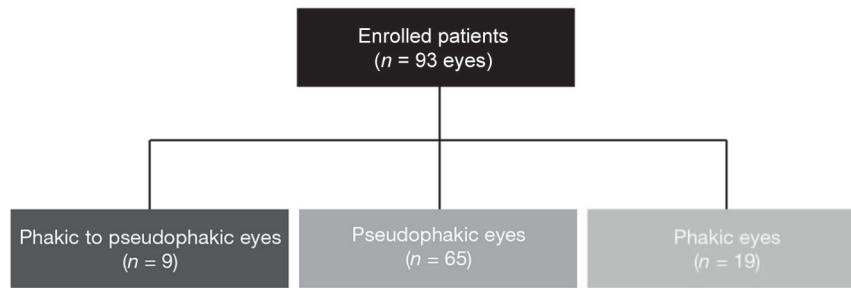 Enrolled patients
(n = 93 eyes)
Phakic to pseudophakic eyes
(n = 9)
Pseudophakic eyes
(n = 65)
Phakic eyes
(n = 19)